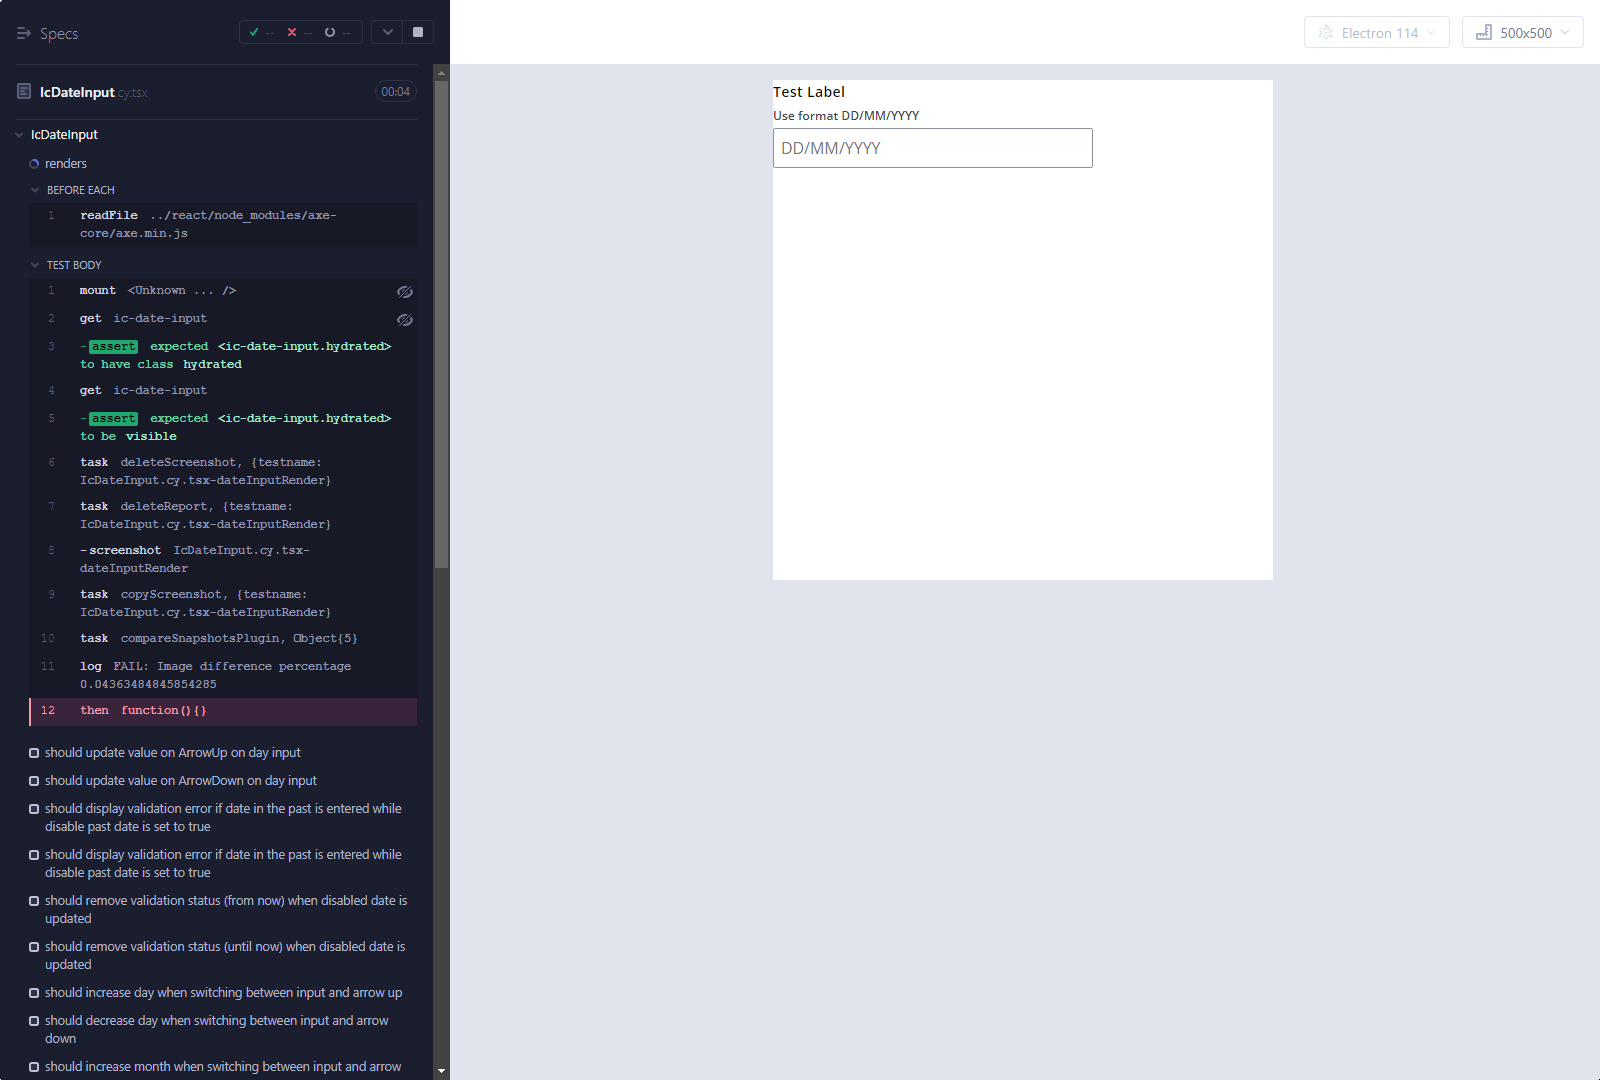 Specs
-- -- --
IcDateInput.cy.tsx
00:04
IcDateInput
renders
BEFORE EACH
1 readFile ../react/node_modules/axe-
core/axe.min.js
TEST BODY
1 mount <Unknown ... />
2 get ic-date-input
3 -assert expected <ic-date-input.hydrated>
to have class hydrated
4 get ic-date-input
5 -assert expected <ic-date-input.hydrated>
to be visible
6 task deleteScreenshot, {testname:
IcDateInput.cy.tsx-dateInputRender}
7 task deleteReport, {testname:
IcDateInput.cy.tsx-dateInputRender}
8 -screenshot IcDateInput.cy.tsx-
dateInputRender
9 task copyScreenshot, {testname:
IcDateInput.cy.tsx-dateInputRender}
10 task compareSnapshotsPlugin, Object{5}
11 log FAIL: Image difference percentage
0.04363484845854285
12 then function(){}
should update value on ArrowUp on day input
should update value on ArrowDown on day input
should display validation error if date in the past is entered while
disable past date is set to true
should display validation error if date in the past is entered while
disable past date is set to true
should remove validation status (from now) when disabled date is
updated
should remove validation status (until now) when disabled date is
updated
should increase day when switching between input and arrow up
should decrease day when switching between input and arrow
down
should increase month when switching between input and arrow
Electron 114
500x500
Test Label
Use format DD/MM/YYYY
DD/MM/YYYY